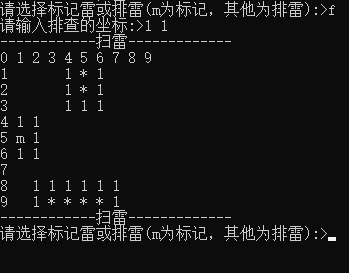 请选择标记雷或排雷(m为标记，其他为排雷):>f
请输入排查的坐标:>1 1
------------扫雷-------------
0 1 2 3 4 5 6 7 8 9
1       1 * 1
2       1 * 1
3       1 1 1
4 1 1
5 m 1
6 1 1
7
8   1 1 1 1 1 1
9   1 * * * * 1
------------扫雷-------------
请选择标记雷或排雷(m为标记，其他为排雷):>